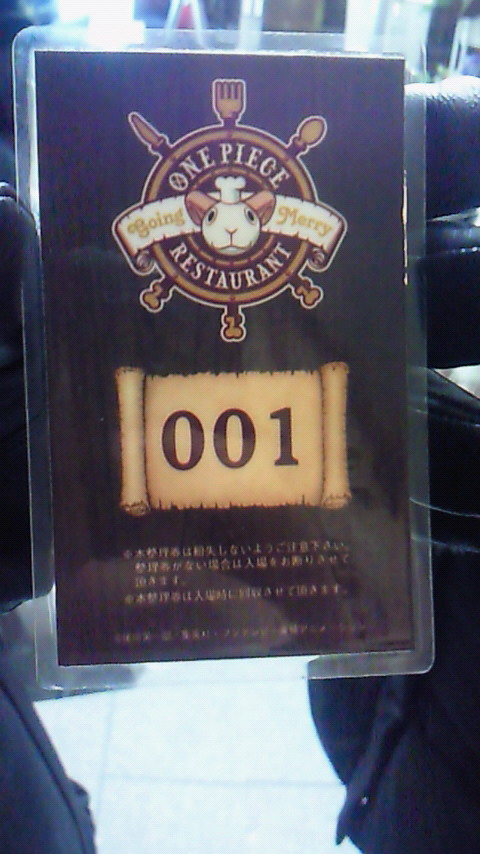 ONE PIECE
Going Merry
RESTAURANT
001
※本整理券は紛失しないようご注意下さい。
整理券がない場合は入場をお断りさせて
頂きます。
※本整理券は入場時に回収させて頂きます。